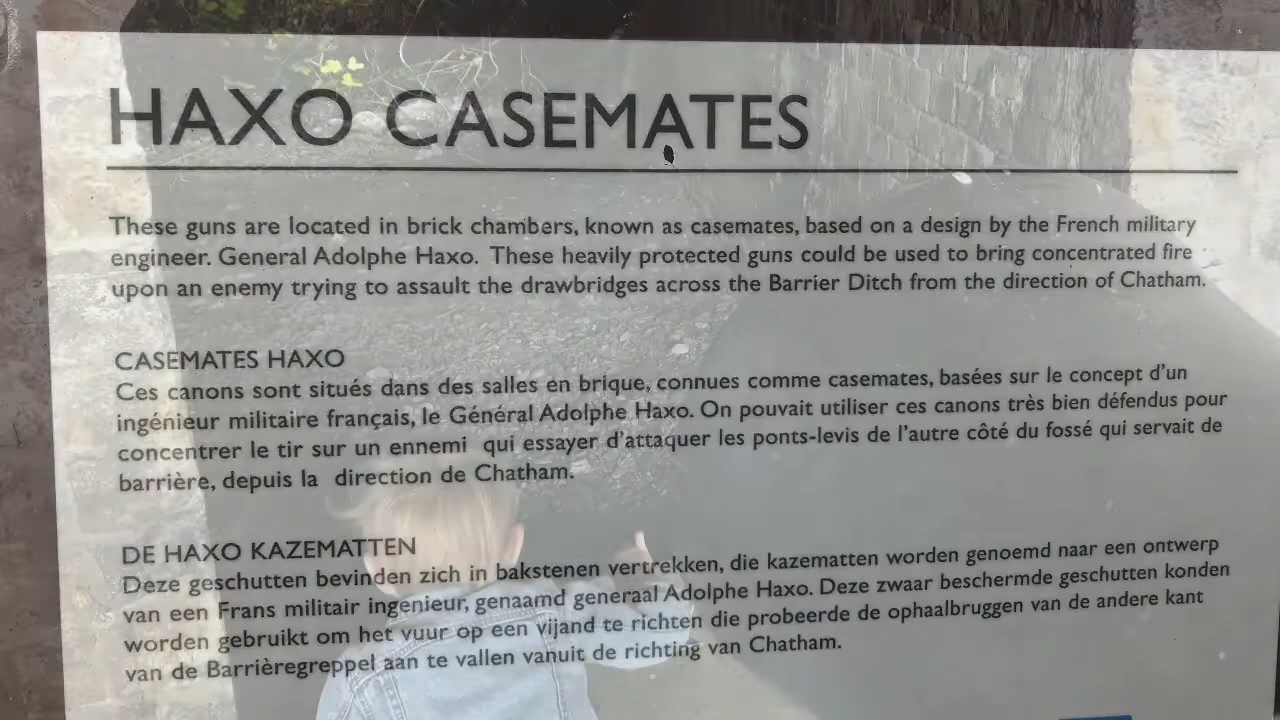 HAXO CASEMATES
These guns are located in brick chambers, known as casemates, based on a design by the French military
engineer. General Adolphe Haxo. These heavily protected guns could be used to bring concentrated fire
upon an enemy trying to assault the drawbridges across the Barrier Ditch from the direction of Chatham.
CASEMATES HAXO
Ces canons sont situés dans des salles en brique, connues comme casemates, basées sur le concept d'un
ingénieur militaire français, le Général Adolphe Haxo. On pouvait utiliser ces canons très bien défendus pour
concentrer le tir sur un ennemi qui essayer d'attaquer les ponts-levis de l'autre côté du fossé qui servait de
barrière, depuis la direction de Chatham.
DE HAXO KAZEMATTEN
Deze geschutten bevinden zich in bakstenen vertrekken, die kazematten worden genoemd naar een ontwerp
van een Frans militair ingenieur, genaamd generaal Adolphe Haxo. Deze zwaar beschermde geschutten konden
worden gebruikt om het vuur op een vijand te richten die probeerde de ophaalbruggen van de andere kant
van de Barrièregreppel aan te vallen vanuit de richting van Chatham.